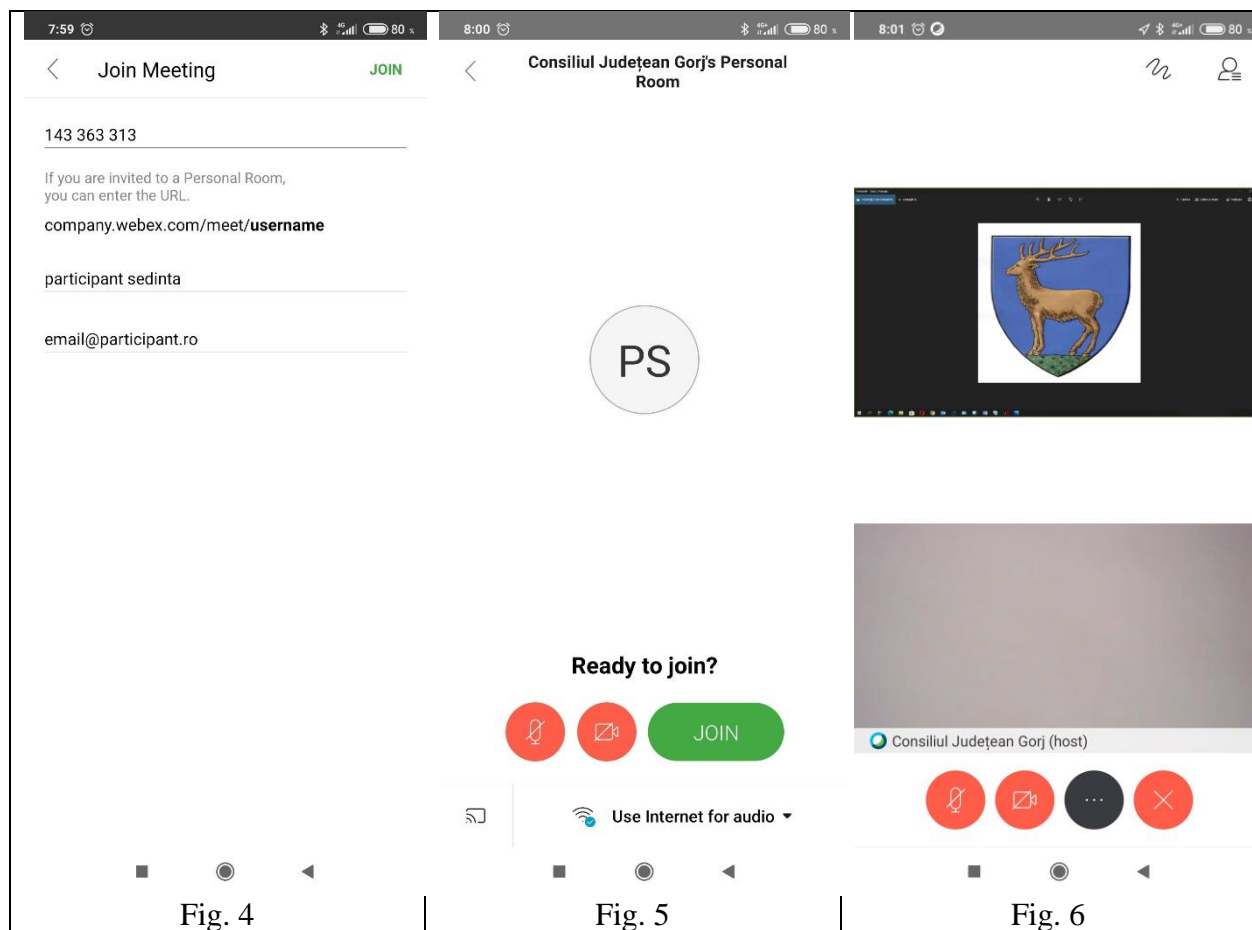 7:59
4G
80
Join Meeting
JOIN
143 363 313
If you are invited to a Personal Room,
you can enter the URL.
company.webex.com/meet/username
participant sedinta
email@participant.ro
Fig. 4
8:00
4G+
80
Consiliul Județean Gorj's Personal
Room
PS
Ready to join?
JOIN
Use Internet for audio
Fig. 5
8:01
4G+
80
Consiliul Județean Gorj (host)
Fig. 6